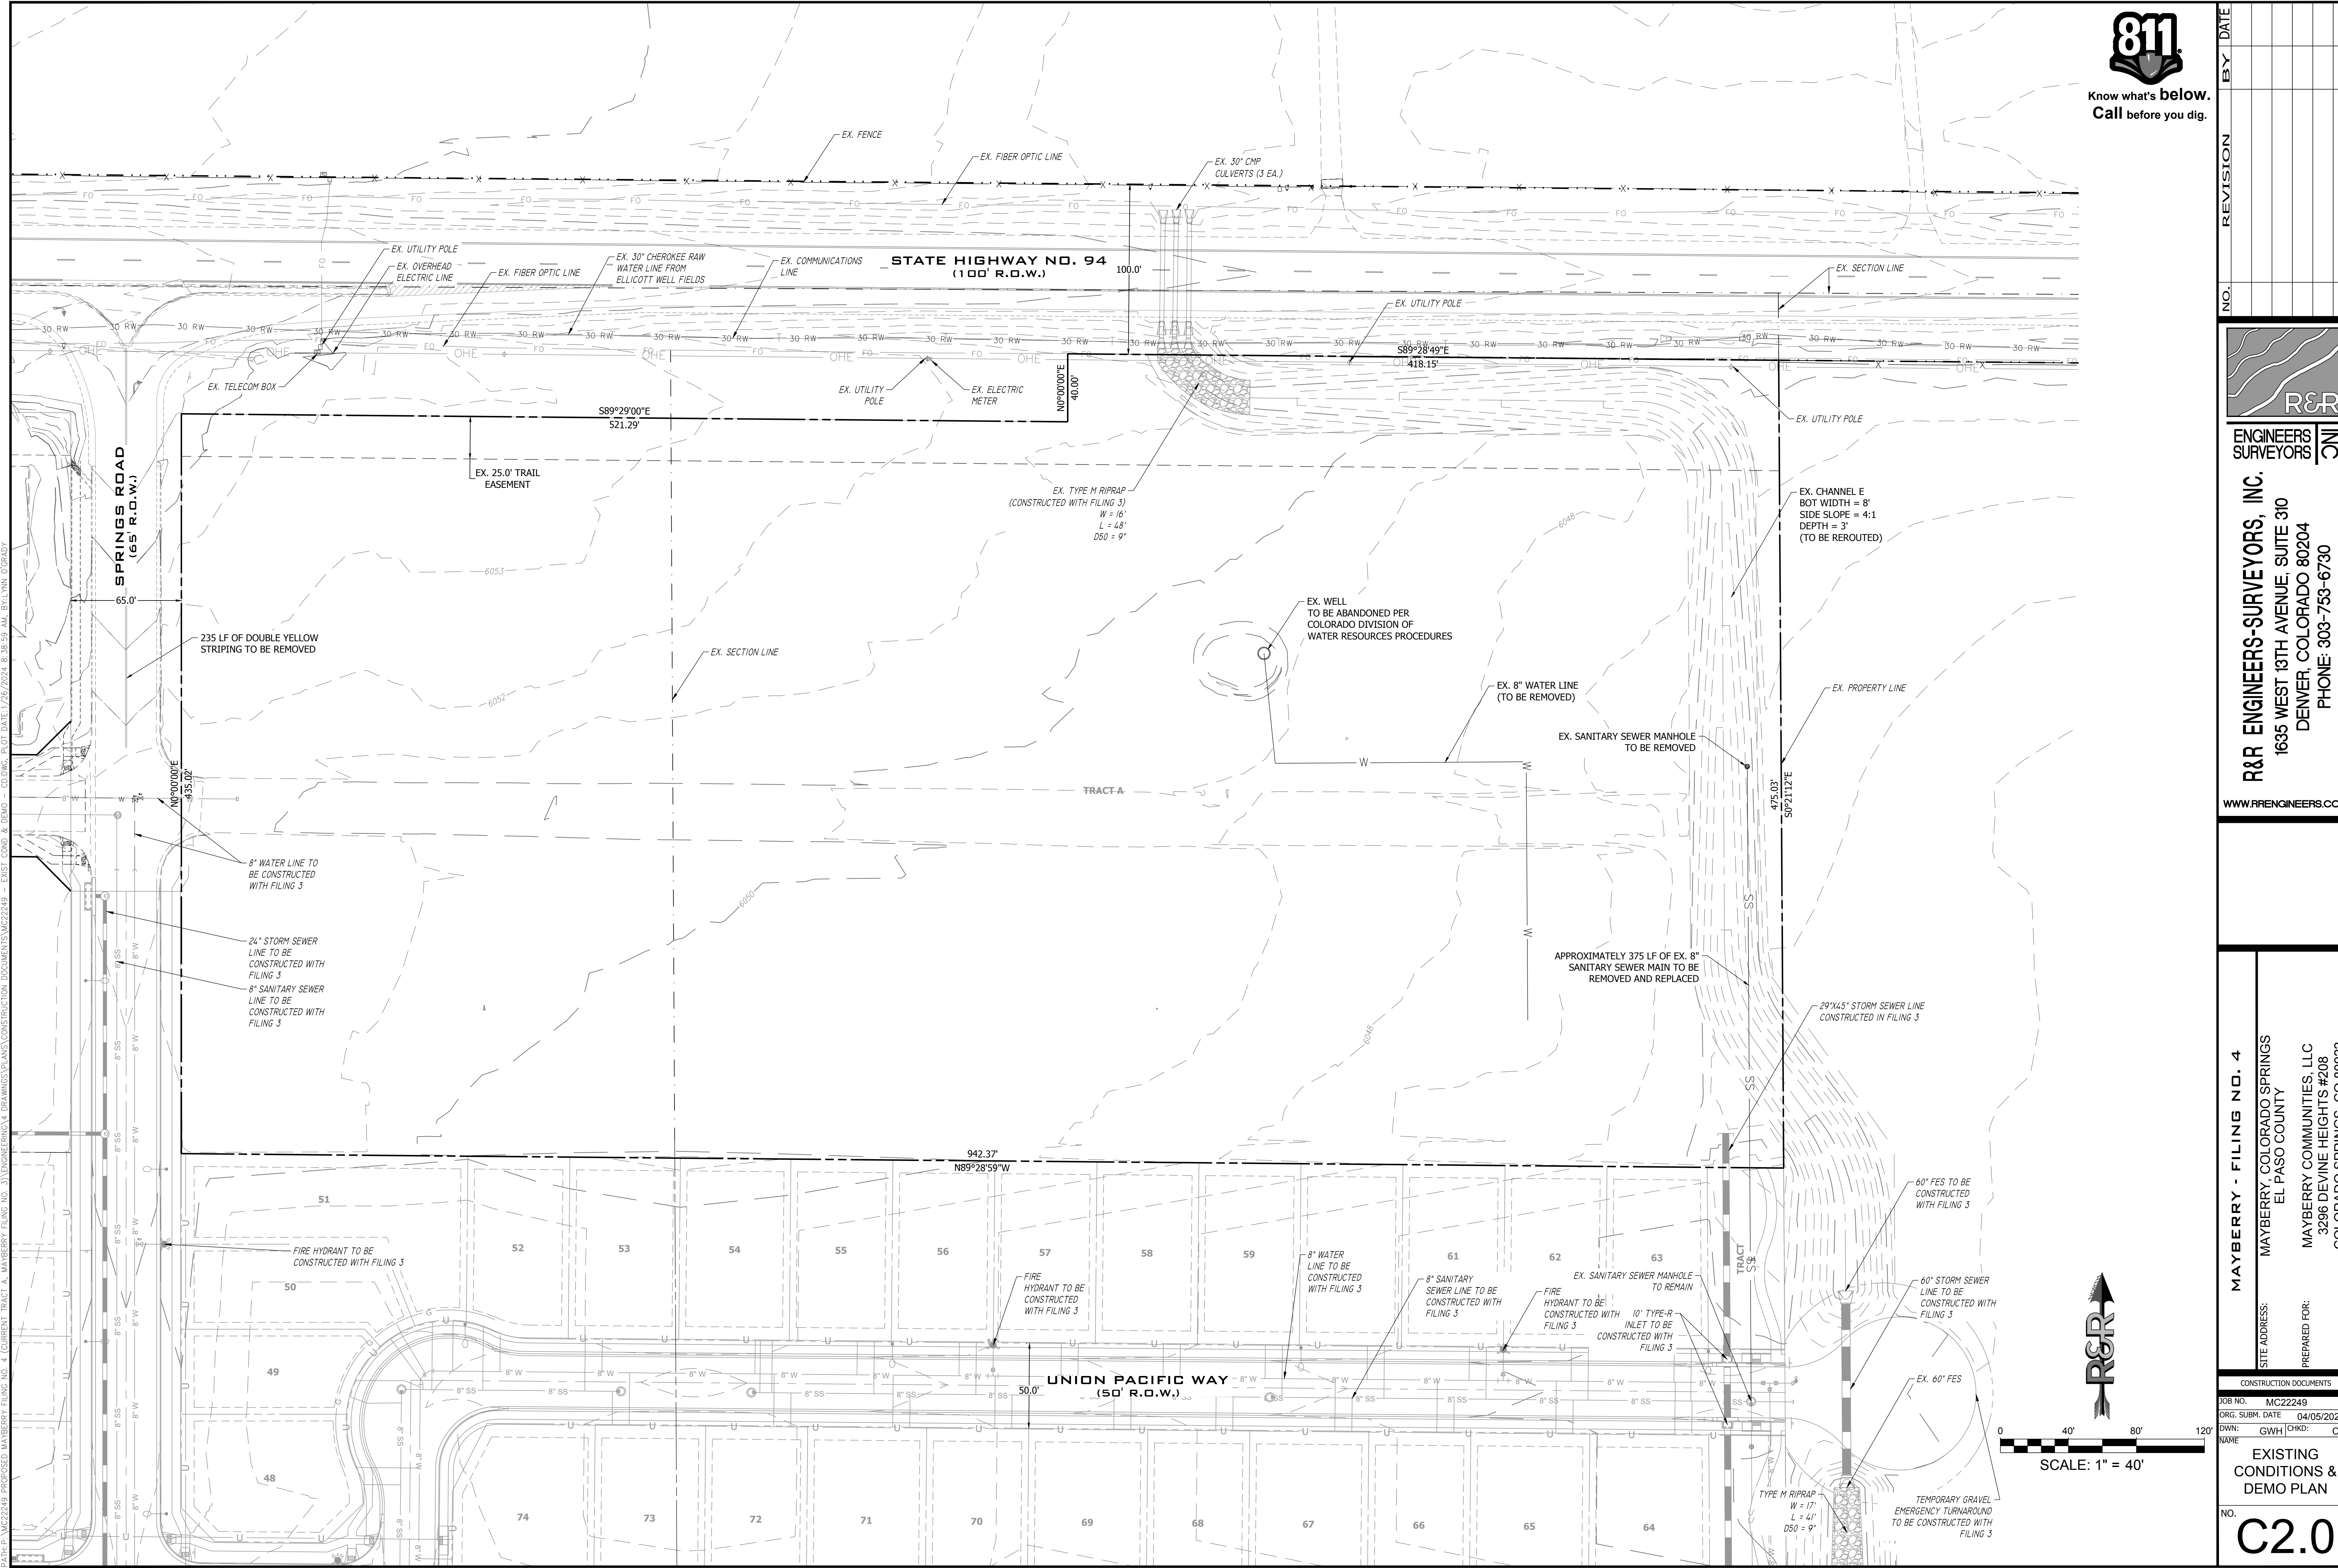 811
Know what's below.
Call before you dig.
EX. FENCE
EX. FIBER OPTIC LINE
EX. 30" CMP
CULVERTS (3 EA.)
EX. UTILITY POLE
EX. OVERHEAD
ELECTRIC LINE
EX. FIBER OPTIC LINE
EX. 30" CHEROKEE RAW
WATER LINE FROM
ELLICOTT WELL FIELDS
EX. COMMUNICATIONS
LINE
STATE HIGHWAY NO. 94
(100' R.O.W.)
100.0'
EX. SECTION LINE
EX. UTILITY POLE
S89°28'49"E
418.15'
EX. TELECOM BOX
EX. UTILITY
POLE
EX. ELECTRIC
METER
N0°00'00"E
40.00'
EX. UTILITY POLE
S89°29'00"E
521.29'
EX. 25.0' TRAIL
EASEMENT
EX. TYPE M RIPRAP
(CONSTRUCTED WITH FILING 3)
W = 16'
L = 48'
D50 = 9"
EX. CHANNEL E
BOT WIDTH = 8'
SIDE SLOPE = 4:1
DEPTH = 3'
(TO BE REROUTED)
SPRINGS ROAD
(65' R.O.W.)
65.0'
6053
6048
235 LF OF DOUBLE YELLOW
STRIPING TO BE REMOVED
EX. SECTION LINE
EX. WELL
TO BE ABANDONED PER
COLORADO DIVISION OF
WATER RESOURCES PROCEDURES
6052
EX. 8" WATER LINE
(TO BE REMOVED)
EX. PROPERTY LINE
EX. SANITARY SEWER MANHOLE
TO BE REMOVED
N0°00'00"E
435.02'
TRACT A
475.03'
S0°21'12"E
8" WATER LINE TO
BE CONSTRUCTED
WITH FILING 3
6050
24" STORM SEWER
LINE TO BE
CONSTRUCTED WITH
FILING 3
8" SANITARY SEWER
LINE TO BE
CONSTRUCTED WITH
FILING 3
APPROXIMATELY 375 LF OF EX. 8"
SANITARY SEWER MAIN TO BE
REMOVED AND REPLACED
29"X45" STORM SEWER LINE
CONSTRUCTED IN FILING 3
6048
942.37'
N89°28'59"W
51
52
53
54
55
56
57
58
59
61
62
63
TRACT
60" FES TO BE
CONSTRUCTED
WITH FILING 3
FIRE HYDRANT TO BE
CONSTRUCTED WITH FILING 3
50
FIRE
HYDRANT TO BE
CONSTRUCTED
WITH FILING 3
8" WATER
LINE TO BE
CONSTRUCTED
WITH FILING 3
8" SANITARY
SEWER LINE TO BE
CONSTRUCTED WITH
FILING 3
FIRE
HYDRANT TO BE
CONSTRUCTED WITH
FILING 3
EX. SANITARY SEWER MANHOLE
TO REMAIN
10' TYPE-R
INLET TO BE
CONSTRUCTED WITH
FILING 3
60" STORM SEWER
LINE TO BE
CONSTRUCTED WITH
FILING 3
49
50.0'
UNION PACIFIC WAY
(50' R.O.W.)
EX. 60" FES
48
74
73
72
71
70
69
68
67
66
65
64
TYPE M RIPRAP
W = 17'
L = 41'
D50 = 9"
TEMPORARY GRAVEL
EMERGENCY TURNAROUND
TO BE CONSTRUCTED WITH
FILING 3
R&R
0 40' 80' 120'
SCALE: 1" = 40'
NO. REVISION BY DATE
R&R
ENGINEERS
SURVEYORS
INC
R&R ENGINEERS-SURVEYORS, INC.
1635 WEST 13TH AVENUE, SUITE 310
DENVER, COLORADO 80204
PHONE: 303-753-6730
WWW.RRENGINEERS.CO
MAYBERRY - FILING NO. 4
SITE ADDRESS:
MAYBERRY, COLORADO SPRINGS
EL PASO COUNTY
PREPARED FOR:
MAYBERRY COMMUNITIES, LLC
3296 DEVINE HEIGHTS #208
CONSTRUCTION DOCUMENTS
JOB NO. MC22249
ORG. SUBM. DATE 04/05/202
DWN: GWH CHKD:
NAME
EXISTING
CONDITIONS &
DEMO PLAN
NO.
C2.0